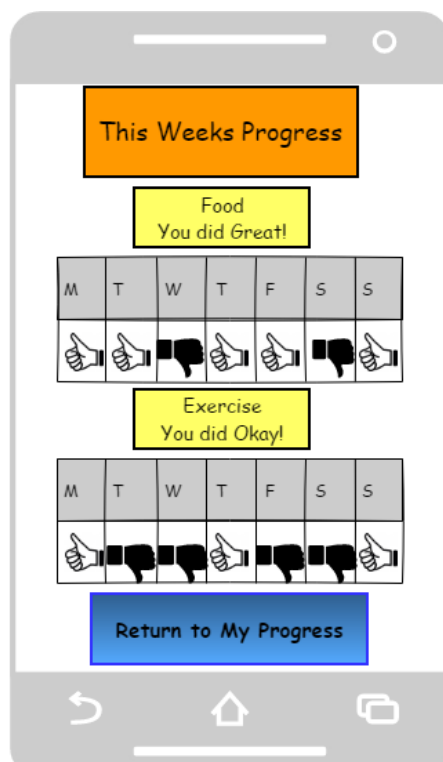 This Weeks Progress
Food
You did Great!
M T W T F S S
Exercise
You did Okay!
M T W T F S S
Return to My Progress